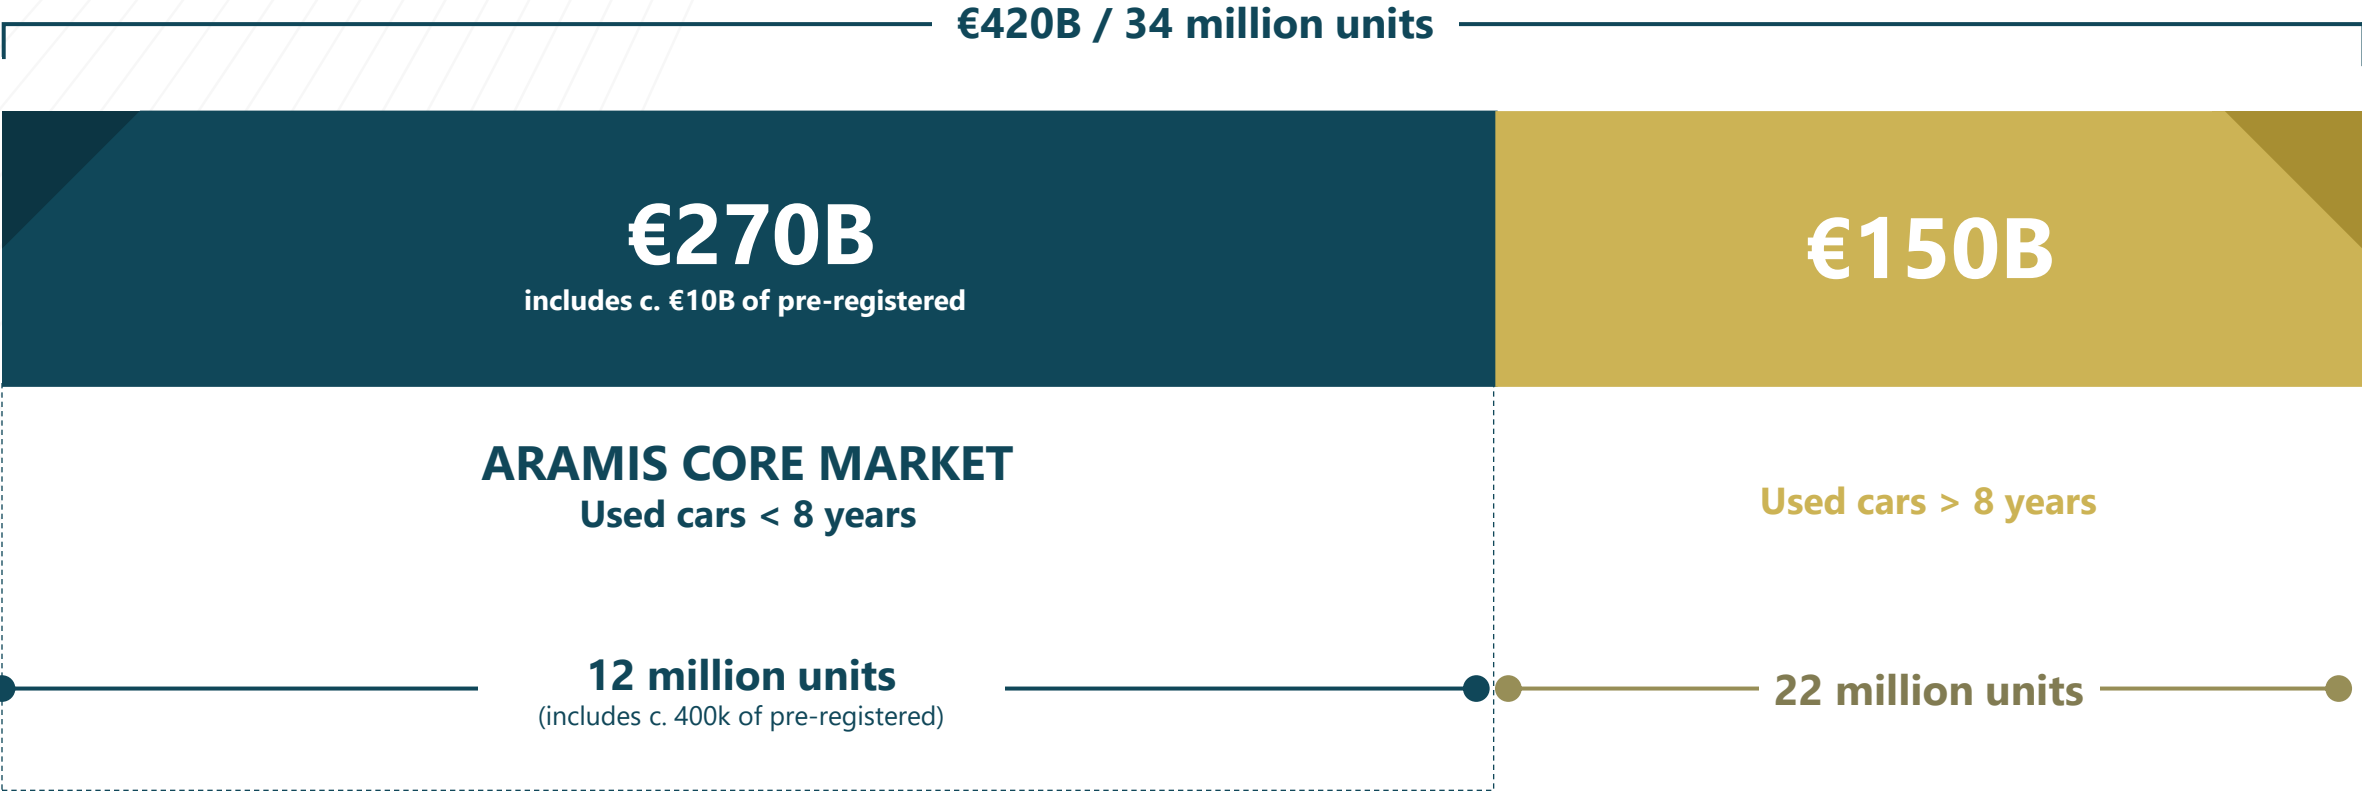 €420B / 34 million units
€270B
includes c. €10B of pre-registered
€150B
ARAMIS CORE MARKET
Used cars < 8 years
Used cars > 8 years
12 million units
(includes c. 400k of pre-registered)
22 million units